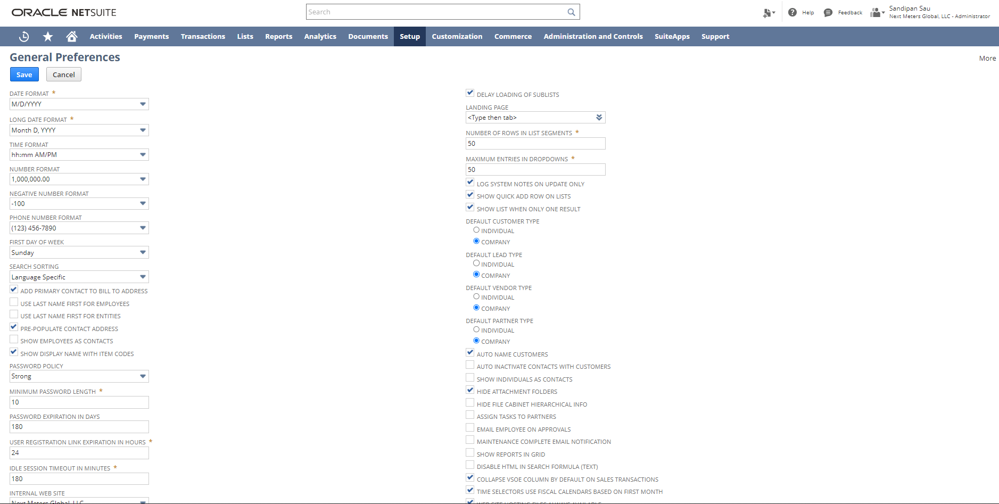 ORACLE NETSUITE
Search
Help
Feedback
Sandipan Sau
Next Meters Global, LLC - Administrator
Activities
Payments
Transactions
Lists
Reports
Analytics
Documents
Setup
Customization
Commerce
Administration and Controls
SuiteApps
Support
General Preferences
More
Save
Cancel
DATE FORMAT *
M/D/YYYY
LONG DATE FORMAT *
Month D, YYYY
TIME FORMAT
hh:mm AM/PM
NUMBER FORMAT
1,000,000.00
NEGATIVE NUMBER FORMAT
-100
PHONE NUMBER FORMAT
(123) 456-7890
FIRST DAY OF WEEK
Sunday
SEARCH SORTING
Language Specific
ADD PRIMARY CONTACT TO BILL TO ADDRESS
USE LAST NAME FIRST FOR EMPLOYEES
USE LAST NAME FIRST FOR ENTITIES
PRE-POPULATE CONTACT ADDRESS
SHOW EMPLOYEES AS CONTACTS
SHOW DISPLAY NAME WITH ITEM CODES
PASSWORD POLICY
Strong
MINIMUM PASSWORD LENGTH *
10
PASSWORD EXPIRATION IN DAYS
180
USER REGISTRATION LINK EXPIRATION IN HOURS *
24
IDLE SESSION TIMEOUT IN MINUTES *
180
INTERNAL WEB SITE
Next Meters Global, LLC
DELAY LOADING OF SUBLISTS
LANDING PAGE
<Type then tab>
NUMBER OF ROWS IN LIST SEGMENTS *
50
MAXIMUM ENTRIES IN DROPDOWNS *
50
LOG SYSTEM NOTES ON UPDATE ONLY
SHOW QUICK ADD ROW ON LISTS
SHOW LIST WHEN ONLY ONE RESULT
DEFAULT CUSTOMER TYPE
INDIVIDUAL
COMPANY
DEFAULT LEAD TYPE
INDIVIDUAL
COMPANY
DEFAULT VENDOR TYPE
INDIVIDUAL
COMPANY
DEFAULT PARTNER TYPE
INDIVIDUAL
COMPANY
AUTO NAME CUSTOMERS
AUTO INACTIVATE CONTACTS WITH CUSTOMERS
SHOW INDIVIDUALS AS CONTACTS
HIDE ATTACHMENT FOLDERS
HIDE FILE CABINET HIERARCHICAL INFO
ASSIGN TASKS TO PARTNERS
EMAIL EMPLOYEE ON APPROVALS
MAINTENANCE COMPLETE EMAIL NOTIFICATION
SHOW REPORTS IN GRID
DISABLE HTML IN SEARCH FORMULA (TEXT)
COLLAPSE VSOE COLUMN BY DEFAULT ON SALES TRANSACTIONS
TIME SELECTORS USE FISCAL CALENDARS BASED ON FIRST MONTH
WEB SITE HOSTING FILES ALWAYS AVAILABLE